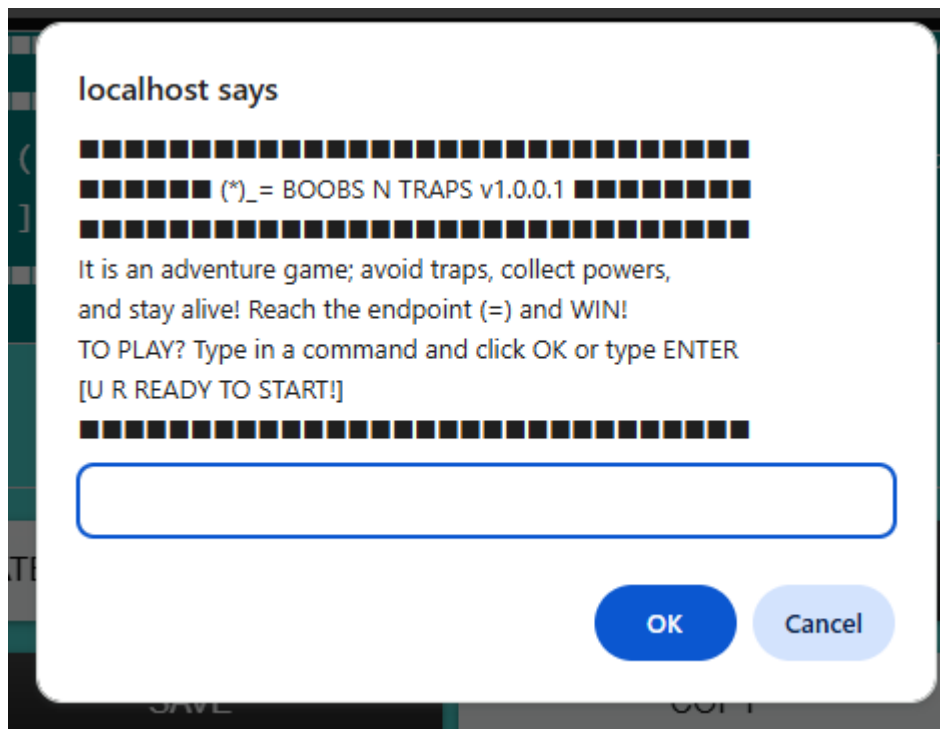 localhost says
■■■■■■■■■■■■■■■■■■■■■■■■■■■■■■
■■■■■■ (*)_= BOOBS N TRAPS v1.0.0.1 ■■■■■■■■
■■■■■■■■■■■■■■■■■■■■■■■■■■■■■■
It is an adventure game; avoid traps, collect powers,
and stay alive! Reach the endpoint (=) and WIN!
TO PLAY? Type in a command and click OK or type ENTER
[U R READY TO START!]
■■■■■■■■■■■■■■■■■■■■■■■■■■■■■■
OK Cancel